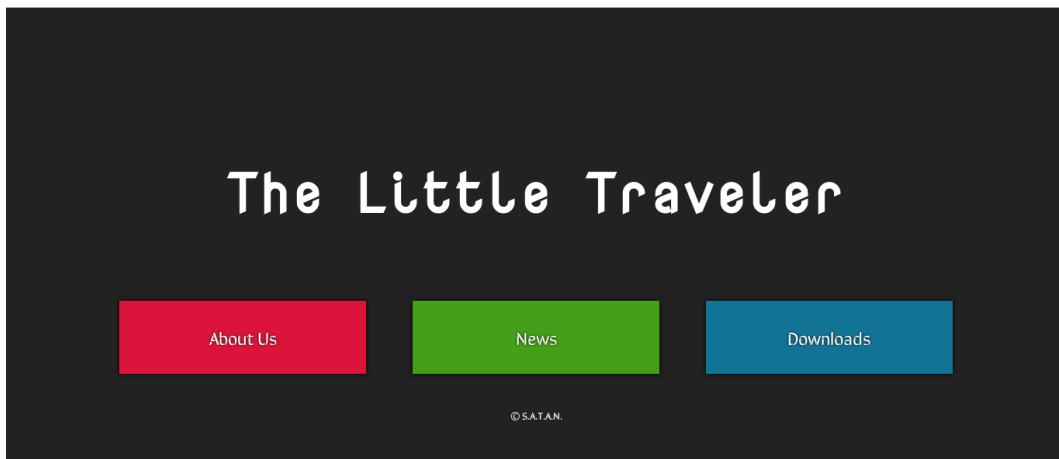 The Little Traveler
About Us
News
Downloads
© S.A.T.A.N.